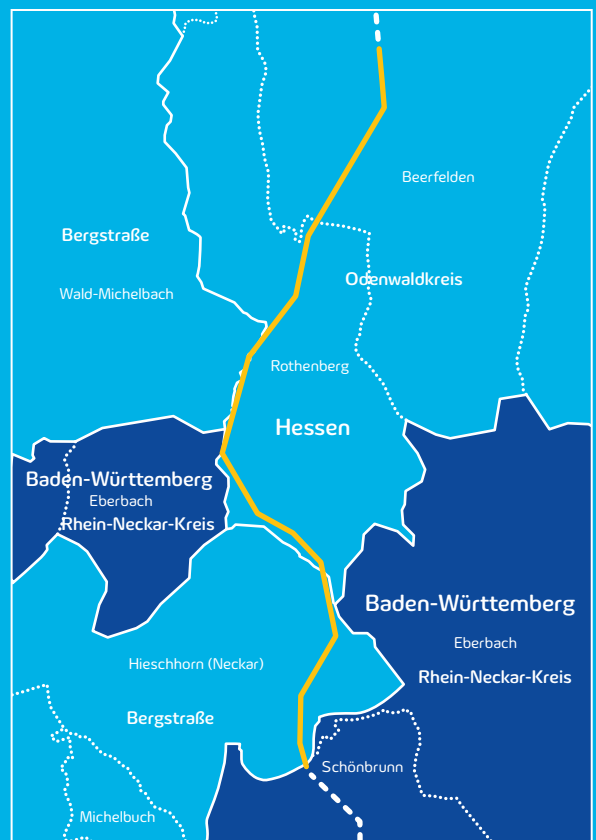 Beerfelden
Bergstraße
Odenwaldkreis
Wald-Michelbach
Rothenberg
Hessen
Baden-Württemberg
Eberbach
Rhein-Neckar-Kreis
Baden-Württemberg
Eberbach
Hieschhorn (Neckar)
Rhein-Neckar-Kreis
Bergstraße
Schönbrunn
Michelbuch